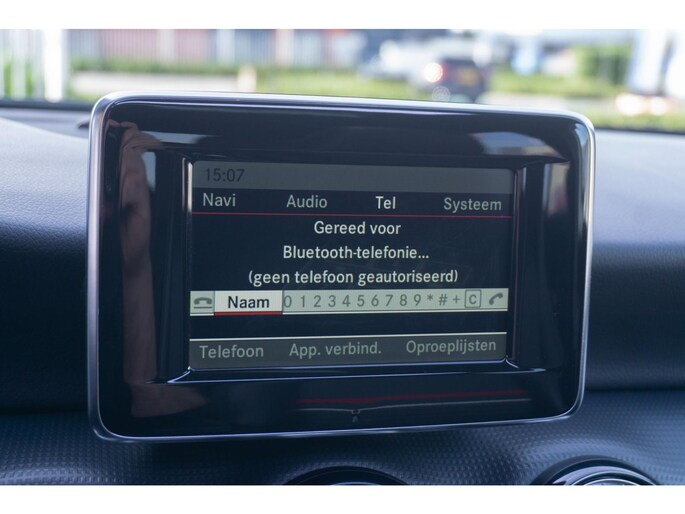 15:07
Navi Audio Tel Systeem
Gereed voor
Bluetooth-telefonie...
(geen telefoon geautoriseerd)
Naam 0 1 2 3 4 5 6 7 8 9 * # + C
Telefoon App. verbind. Oproeplijsten